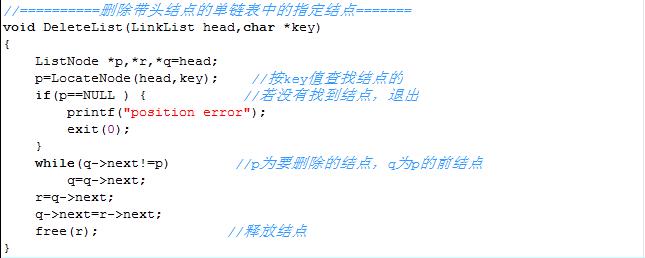 //==========删除带头结点的单链表中的指定结点=======
void DeleteList(LinkList head,char *key)
{
    ListNode *p,*r,*q=head;
    p=LocateNode(head,key);    //按key值查找结点的
    if(p==NULL ) {            //若没有找到结点，退出
        printf("position error");
        exit(0);
    }
    while(q->next!=p)        //p为要删除的结点，q为p的前结点
        q=q->next;
    r=q->next;
    q->next=r->next;
    free(r);                //释放结点
}